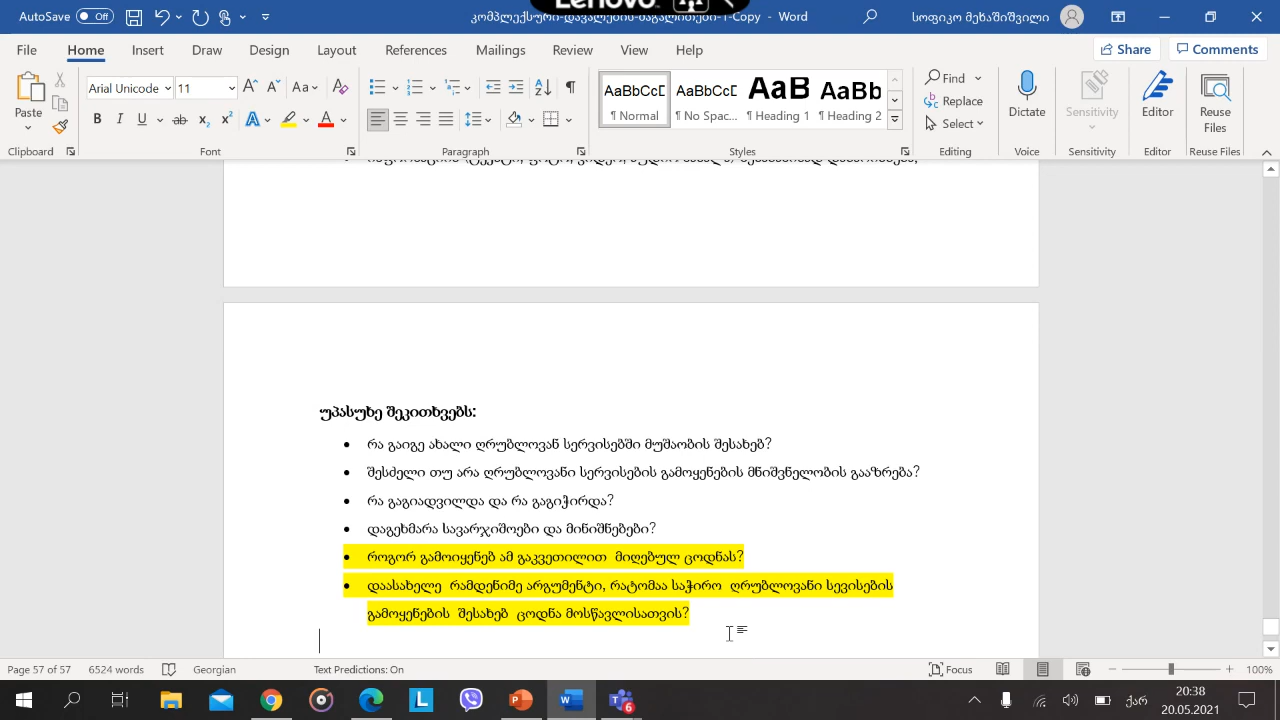 Lenovo
კომპლექსური-დავალების-მაგალითები-1-Copy - Word
AutoSave Off
სოფიკო მეხაშიშვილი
File Home Insert Draw Design Layout References Mailings Review View Help
Share Comments
Paste
Arial Unicode 11
AaBbCcD AaBbCcD AaB AaBb
¶ Normal ¶ No Spac... ¶ Heading 1 ¶ Heading 2
Find
Replace
Select
Dictate
Sensitivity
Editor
Reuse Files
Clipboard Font Paragraph Styles Editing Voice Sensitivity Editor Reuse Files
უპასუხე შეკითხვებს:
• რა გაიგე ახალი ღრუბლოვან სერვისებში მუშაობის შესახებ?
• შესძელი თუ არა ღრუბლოვანი სერვისების გამოყენების მნიშვნელობის გააზრება?
• რა გაგიადვილდა და რა გაგიჭირდა?
• დაგეხმარა სავარჯიშოები და მინიშნებები?
• როგორ გამოიყენებ ამ გაკვეთილით მიღებულ ცოდნას?
• დაასახელე რამდენიმე არგუმენტი, რატომაა საჭირო ღრუბლოვანი სევისების
გამოყენების შესახებ ცოდნა მოსწავლისათვის?
Page 57 of 57 6524 words Georgian Text Predictions: On Focus 100%
ქარ
20:38
20.05.2021